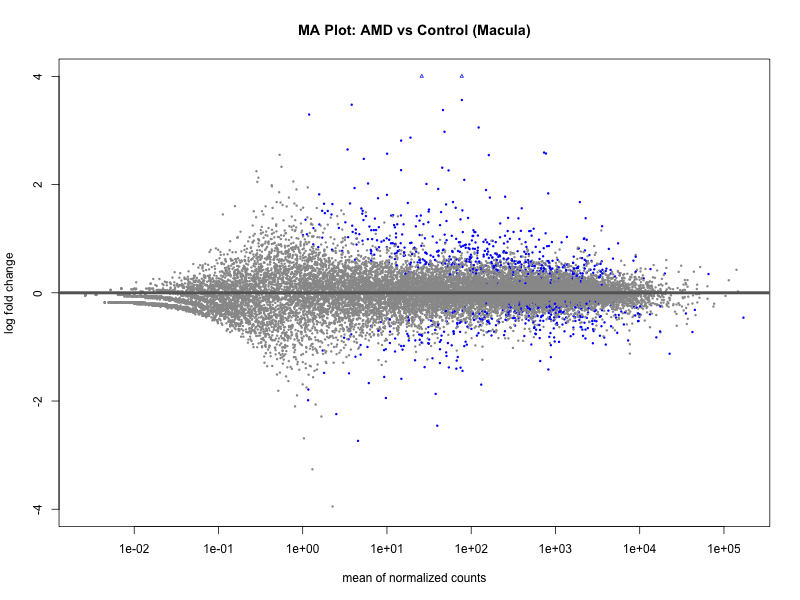 MA Plot: AMD vs Control (Macula)
4
2
0
-2
-4
log fold change
1e-02 1e-01 1e+00 1e+01 1e+02 1e+03 1e+04 1e+05
mean of normalized counts